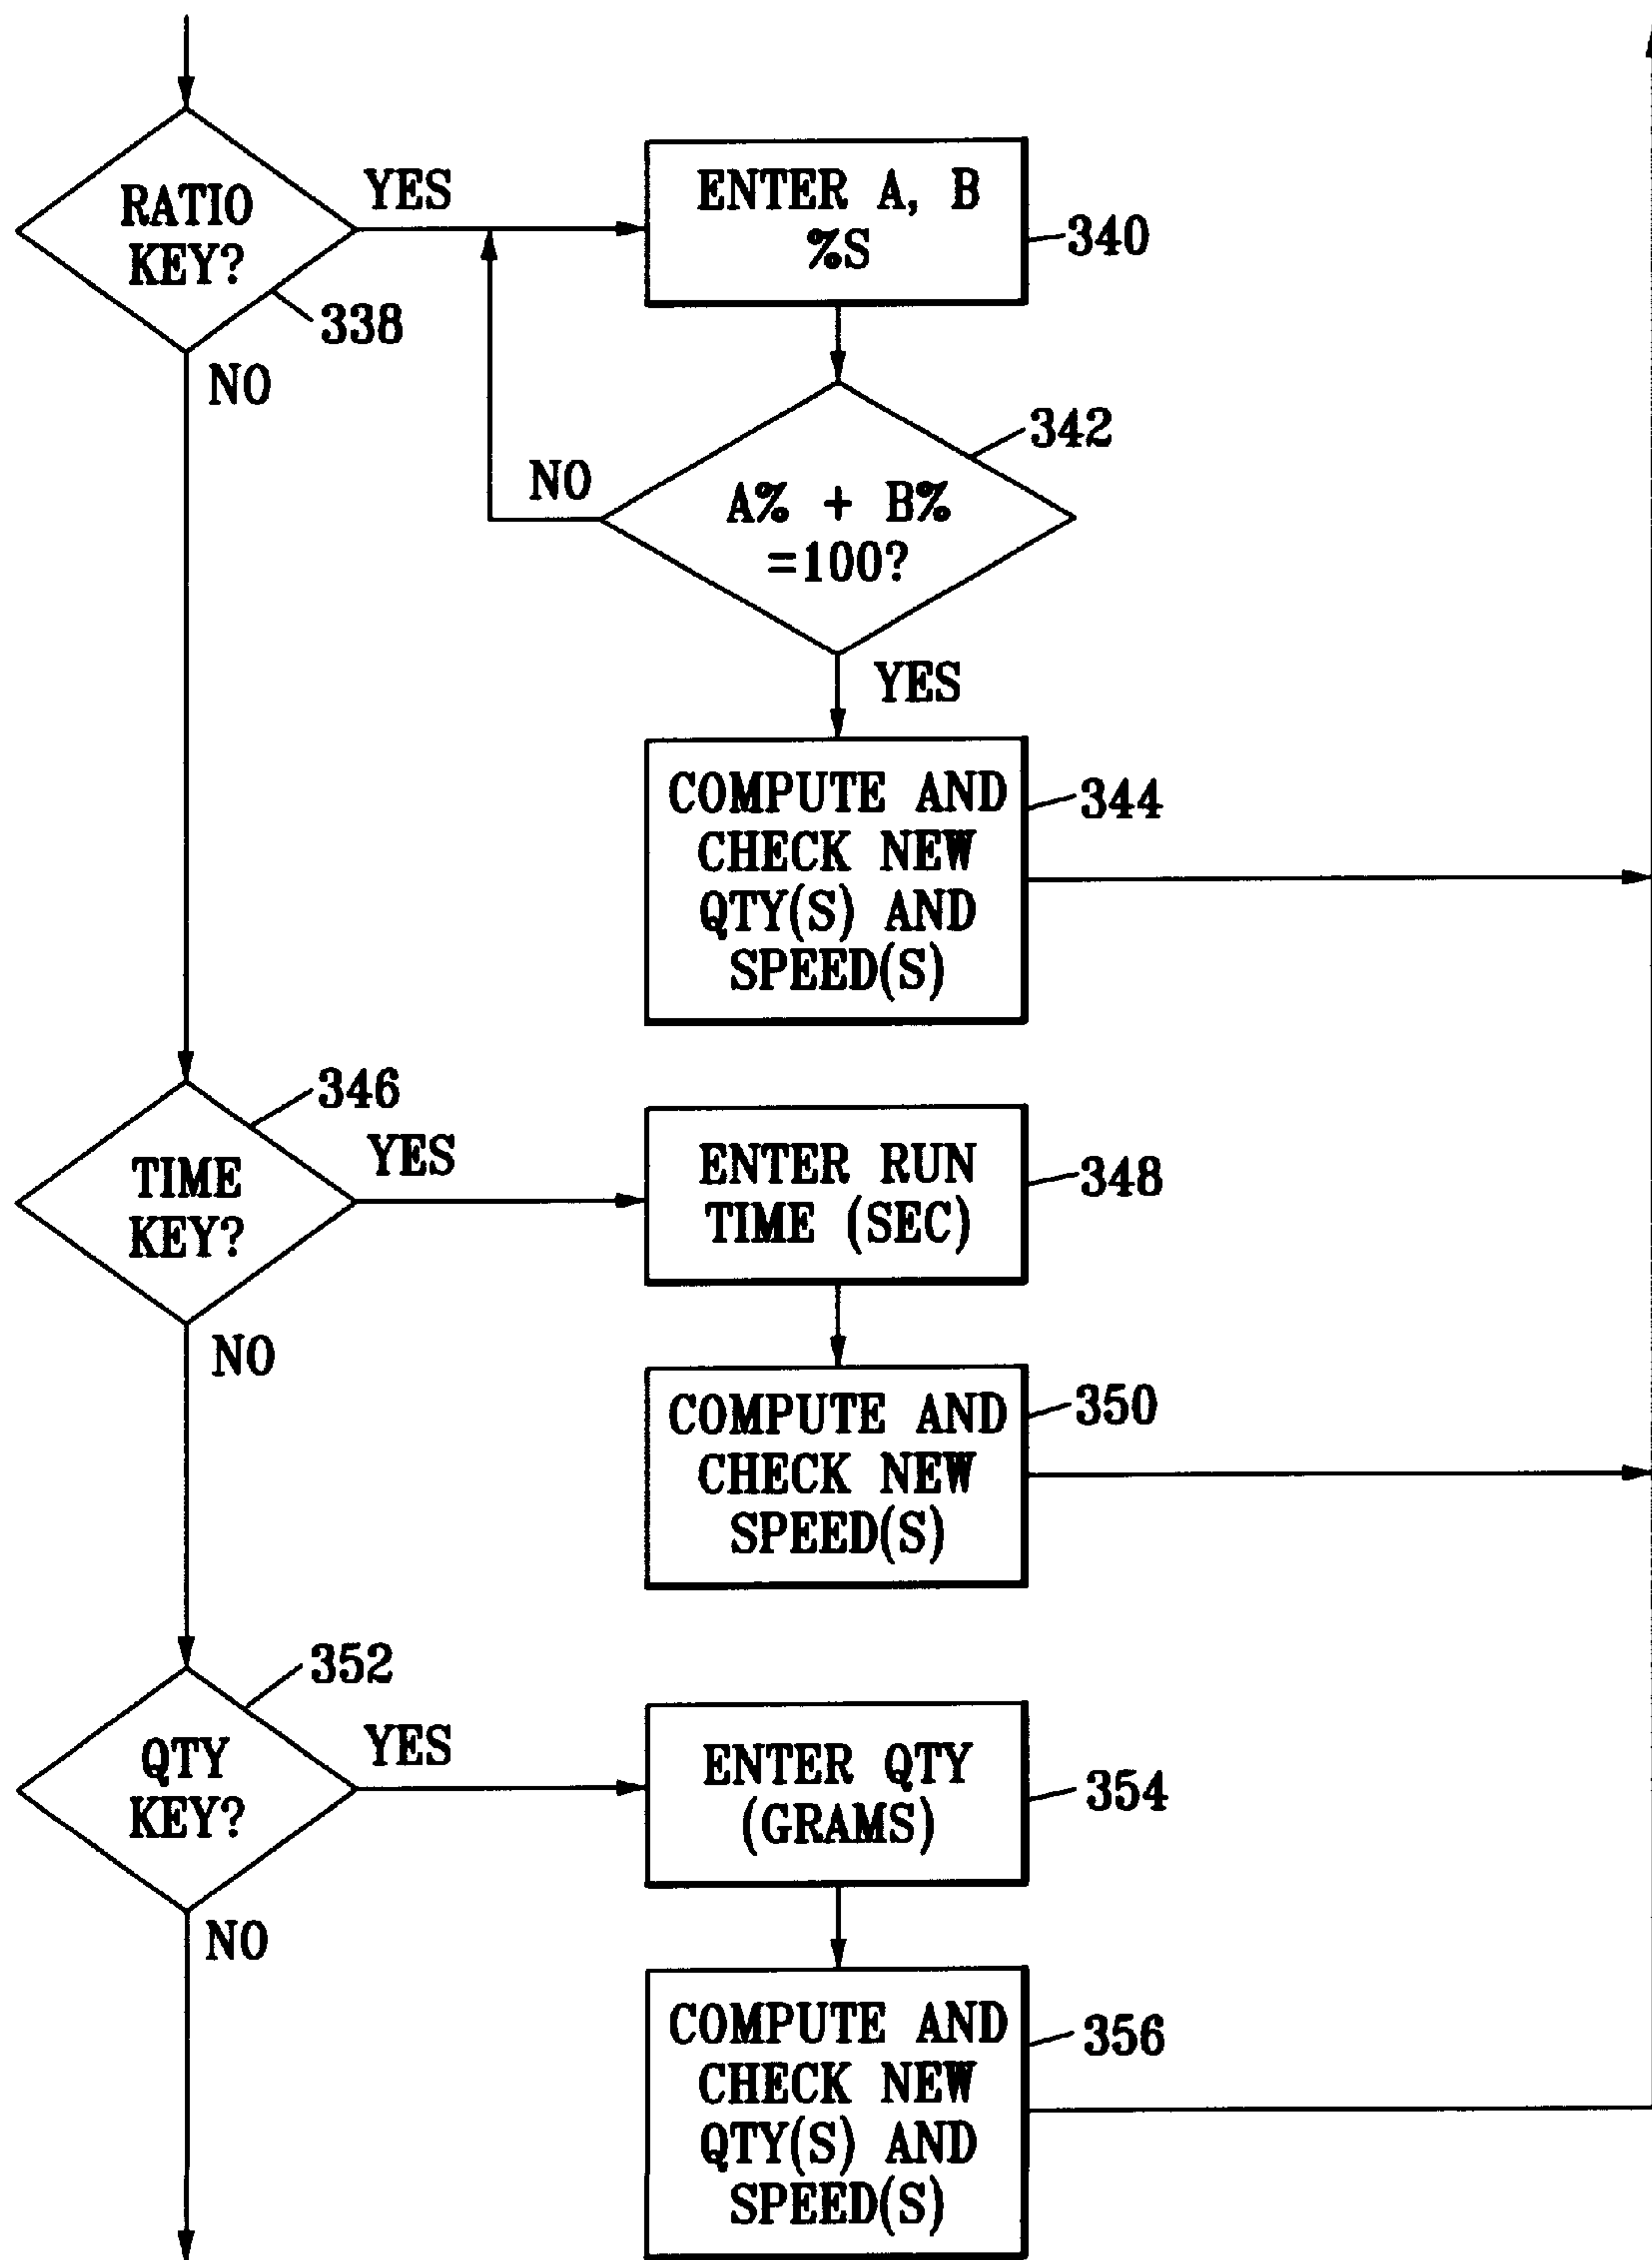 RATIO
KEY?
338
YES
NO
ENTER A, B
%S
340
342
NO
A% + B%
=100?
YES
COMPUTE AND
CHECK NEW
QTY(S) AND
SPEED(S)
344
346
TIME
KEY?
YES
NO
ENTER RUN
TIME (SEC)
348
COMPUTE AND
CHECK NEW
SPEED(S)
350
352
QTY
KEY?
YES
NO
ENTER QTY
(GRAMS)
354
COMPUTE AND
CHECK NEW
QTY(S) AND
SPEED(S)
356